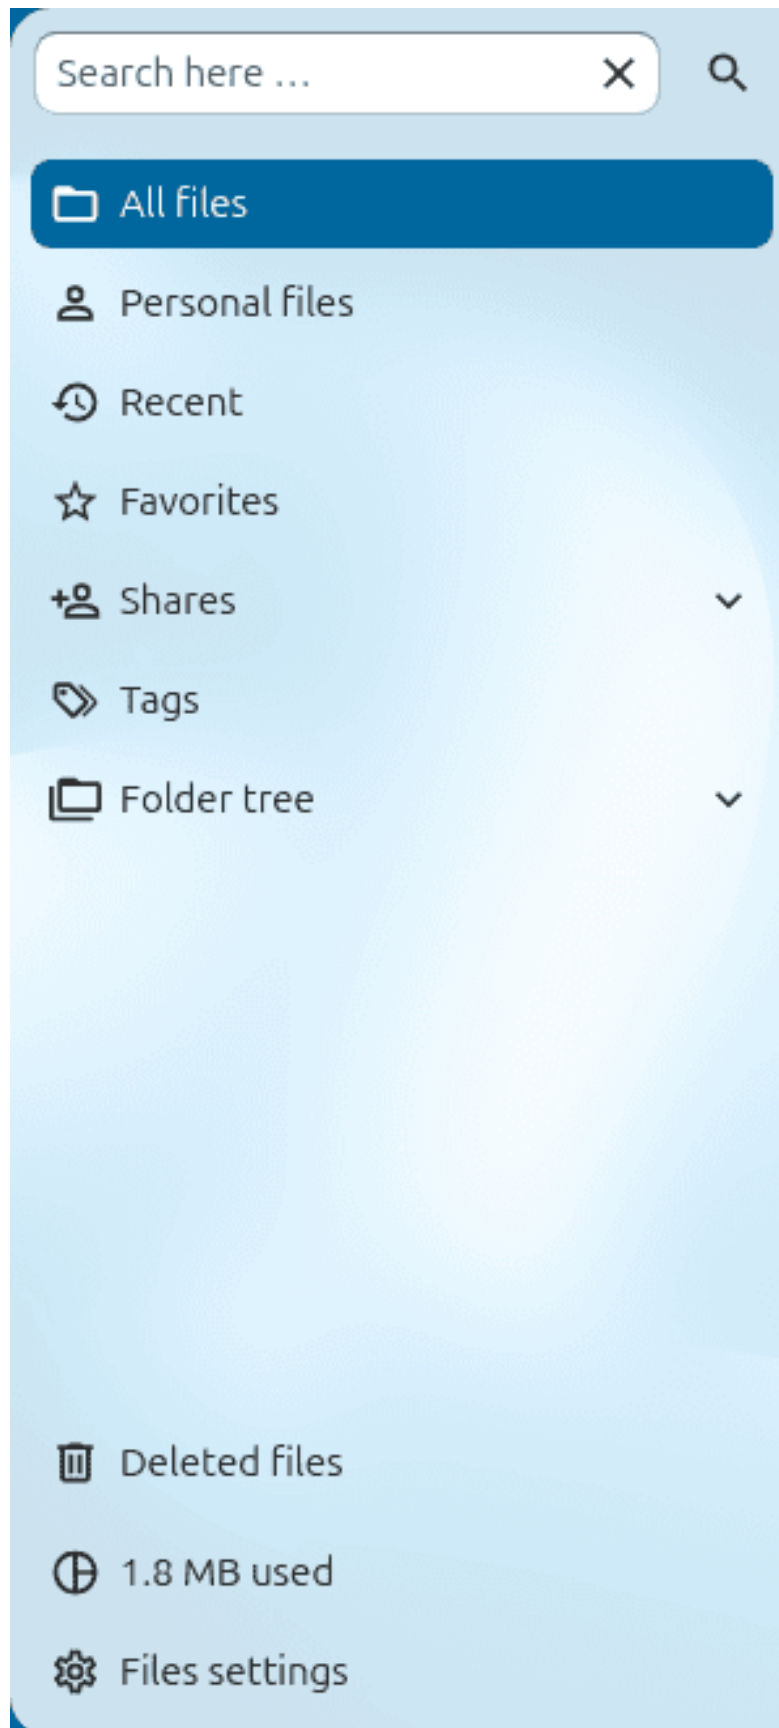 Search here …
All files
Personal files
Recent
Favorites
Shares
Tags
Folder tree
Deleted files
1.8 MB used
Files settings